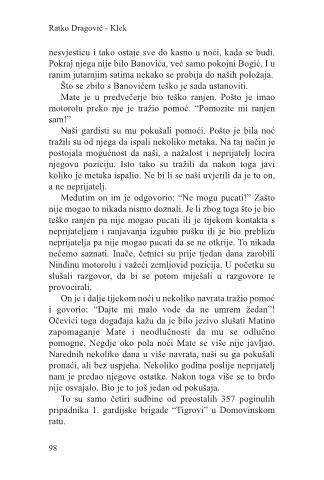 Ratko Dragović - Klek
nesvjesticu i tako ostaje sve do kasno u noći, kada se budi.
Pokraj njega nije bilo Banovića, već samo pokojni Bogić. I u
ranim jutarnjim satima nekako se probija do naših položaja.
Što se zbilo s Banovićem teško je sada ustanoviti.
Mate je u predvečerje bio teško ranjen. Pošto je imao
motorolu preko nje je tražio pomoć. “Pomozite mi ranjen
sam!”
Naši gardisti su mu pokušali pomoći. Pošto je bila noć
tražili su od njega da ispali nekoliko metaka. Na taj način je
postojala mogućnost da naši, a nažalost i neprijatelj locira
njegovu poziciju. Isto tako su tražili da nakon toga javi
koliko je metaka ispalio. Ne bi li se naši uvjerili da je to on,
a ne neprijatelj.
Međutim on im je odgovorio: “Ne mogu pucati!” Zašto
nije mogao to nikada nismo doznali. Je li zbog toga što je bio
teško ranjen pa nije mogao pucati ili je tijekom kontakta s
neprijateljem i ranjavanja izgubio pušku ili je bio preblizu
neprijatelja pa nije mogao pucati da se ne otkrije. To nikada
nećemo saznati. Inače, četnici su prije tjedan dana zarobili
Nindinu motorolu i važeći zemljovid pozicija. U početku su
slušali razgovor, da bi se potom miješali u razgovore te
provocirali.
On je i dalje tijekom noći u nekoliko navrata tražio pomoć
i govorio: “Dajte mi malo vode da ne umrem žedan”!
Očevici toga događaja kažu da je bilo jezivo slušati Matino
zapomaganje Mate i neodlučnosti da mu se odlučno
pomogne. Negdje oko pola noći Mate se više nije javljao.
Narednih nekoliko dana u više navrata, naši su ga pokušali
pronaći, ali bez uspjeha. Nekoliko godina poslije neprijatelj
nam je predao njegove ostatke. Nakon toga više se to brdo
nije osvajalo. Bio je to još jedan od pokušaja.
To su samo četiri sudbine od preostalih 357 poginulih
pripadnika 1. gardijske brigade “Tigrovi” u Domovinskom
ratu.
98